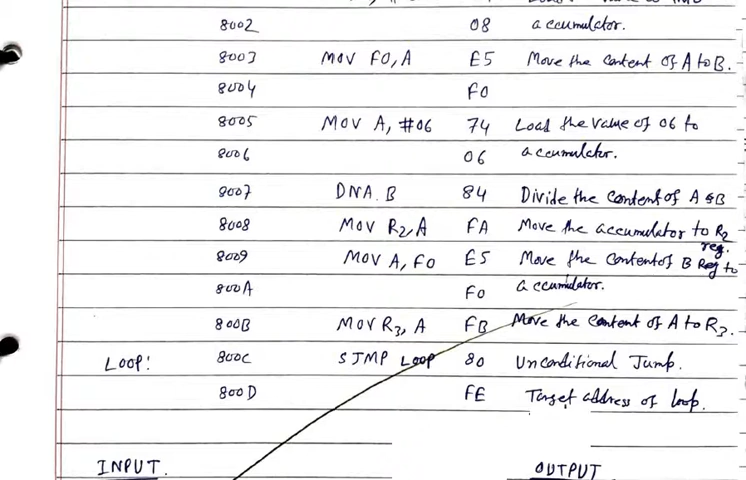 8002 08 accumulator.
8003 MOV F0, A E5 Move the content of A to B.
8004 F0
8005 MOV A, #06 74 Load the value of 06 to
8006 06 accumulator.
8007 DNA. B 84 Divide the content of A & B
8008 MOV R2, A FA Move the accumulator to R2
reg.
8009 MOV A, F0 E5 Move the content of B Reg to
800A F0 accumulator.
800B MOV R3, A FB Move the content of A to R3.
LOOP: 800C SJMP LOOP 80 Unconditional Jump.
800D FE Target address of loop.
INPUT. OUTPUT